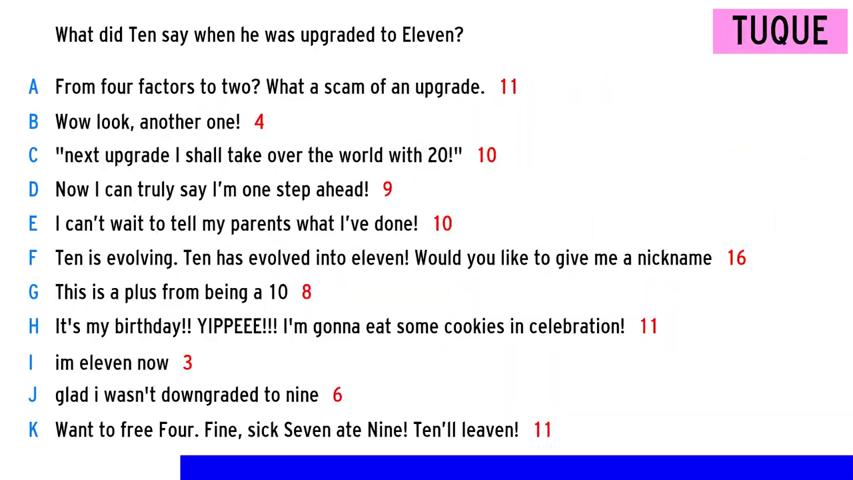 What did Ten say when he was upgraded to Eleven?
TUQUE
A From four factors to two? What a scam of an upgrade. 11
B Wow look, another one! 4
C "next upgrade I shall take over the world with 20!" 10
D Now I can truly say I'm one step ahead! 9
E I can't wait to tell my parents what I've done! 10
F Ten is evolving. Ten has evolved into eleven! Would you like to give me a nickname 16
G This is a plus from being a 10 8
H It's my birthday!! YIPPEEE!!! I'm gonna eat some cookies in celebration! 11
I im eleven now 3
J glad i wasn't downgraded to nine 6
K Want to free Four. Fine, sick Seven ate Nine! Ten'll leaven! 11